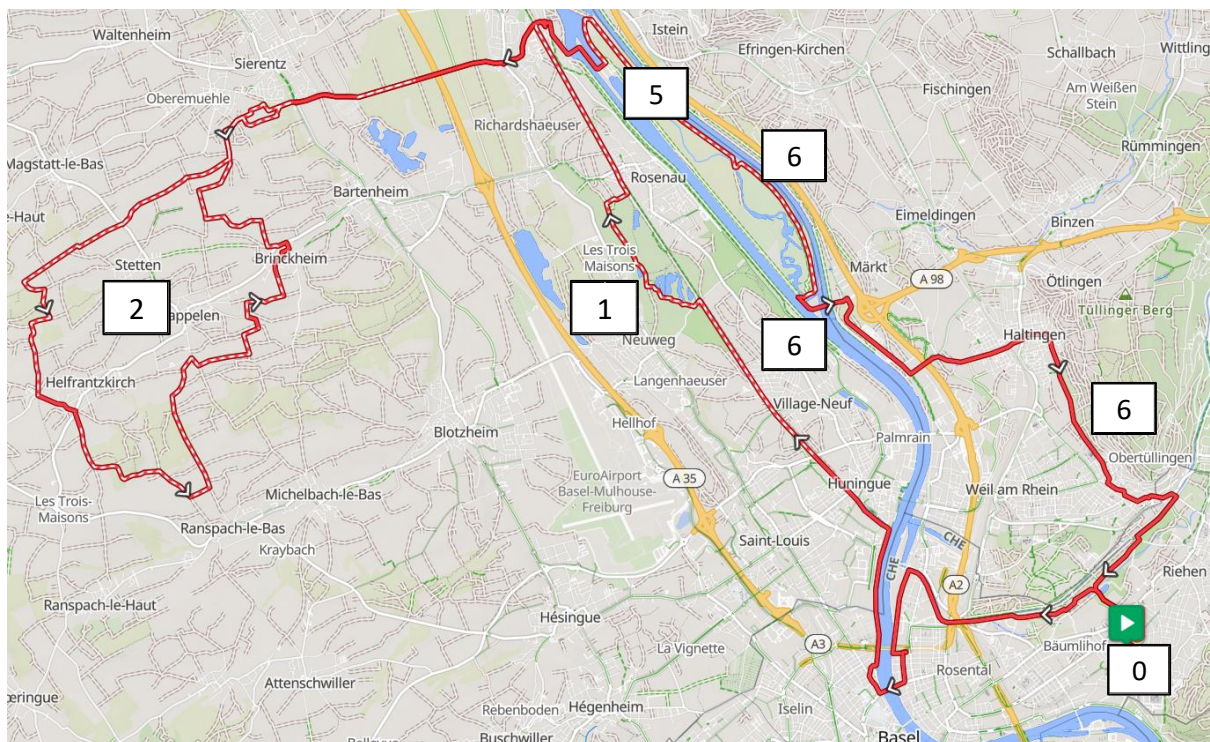 Waltenheim
Istein
Efringen-Kirchen
Schallbach
Wittling
Sierentz
Am Weißen
Stein
Oberemuehle
5
Fischingen
Richardshaeuser
Rümmingen
6
Magstatt-le-Bas
Rosenau
Bartenheim
e-Haut
Eimeldingen
Binzen
Les Trois
Maisons
Stetten
Brinckheim
Märkt
A 98
Ötlingen
2
1
appelen
Tüllinger Berg
6
Haltingen
Neuweg
Helfrantzkirch
Langenhaeuser
Village-Neuf
6
Hellhof
Blotzheim
Palmrain
Obertüllingen
A 35
EuroAirport
Basel-Mulhouse-
Freiburg
Huningue
Weil am Rhein
Les Trois-
Maisons
Michelbach-le-Bas
Ranspach-le-Bas
Saint-Louis
CHE
Kraybach
CHE
Riehen
A2
Ranspach-le-Haut
Hésingue
Bäumlihof
A3
La Vignette
Rosental
0
Attenschwiller
eringue
Rebenboden
Hégenheim
Iselin
Buschwiller
Basel